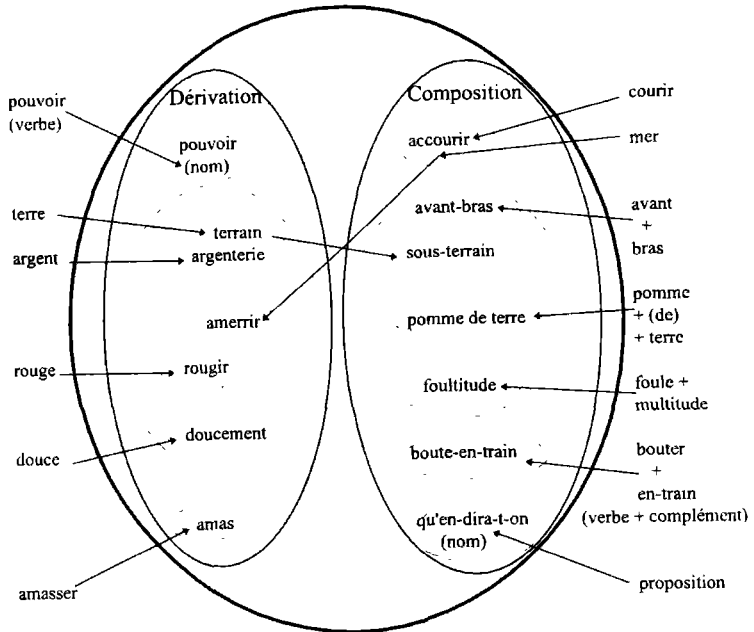 Dérivation
Composition
pouvoir
(verbe)
pouvoir
(nom)
terre
terrain
argent
argenterie
amerrir
rouge
rougir
douce
doucement
amas
amasser
accourir
courir
mer
avant-bras
avant
+
bras
sous-terrain
pomme de terre
pomme
+ (de)
+ terre
foultitude
foule +
multitude
boute-en-train
bouter
+
en-train
(verbe + complément)
qu'en-dira-t-on
(nom)
proposition